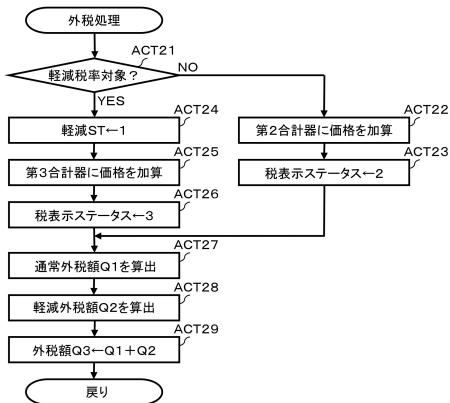 外税処理
ACT21
軽減税率対象？
NO
YES
ACT24
軽減ST←1
ACT22
第2合計器に価格を加算
ACT25
第3合計器に価格を加算
ACT23
税表示ステータス←2
ACT26
税表示ステータス←3
ACT27
通常外税額Q1を算出
ACT28
軽減外税額Q2を算出
ACT29
外税額Q3←Q1＋Q2
戻り